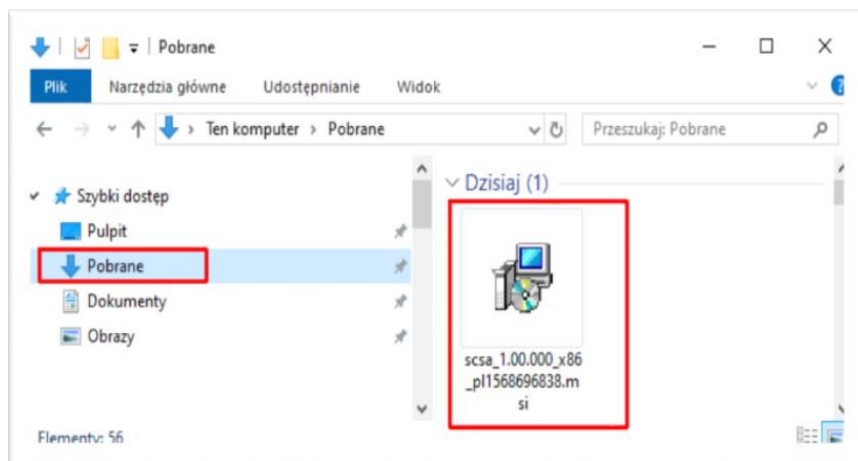 Pobrane
Plik Narzędzia główne Udostępnianie Widok
Ten komputer Pobrane
Przeszukaj: Pobrane
Szybki dostęp
Pulpit
Pobrane
Dokumenty
Obrazy
Dzisiaj (1)
scsa_1.00.000_x86
_pl1568696838.m
si
Elementy: 56